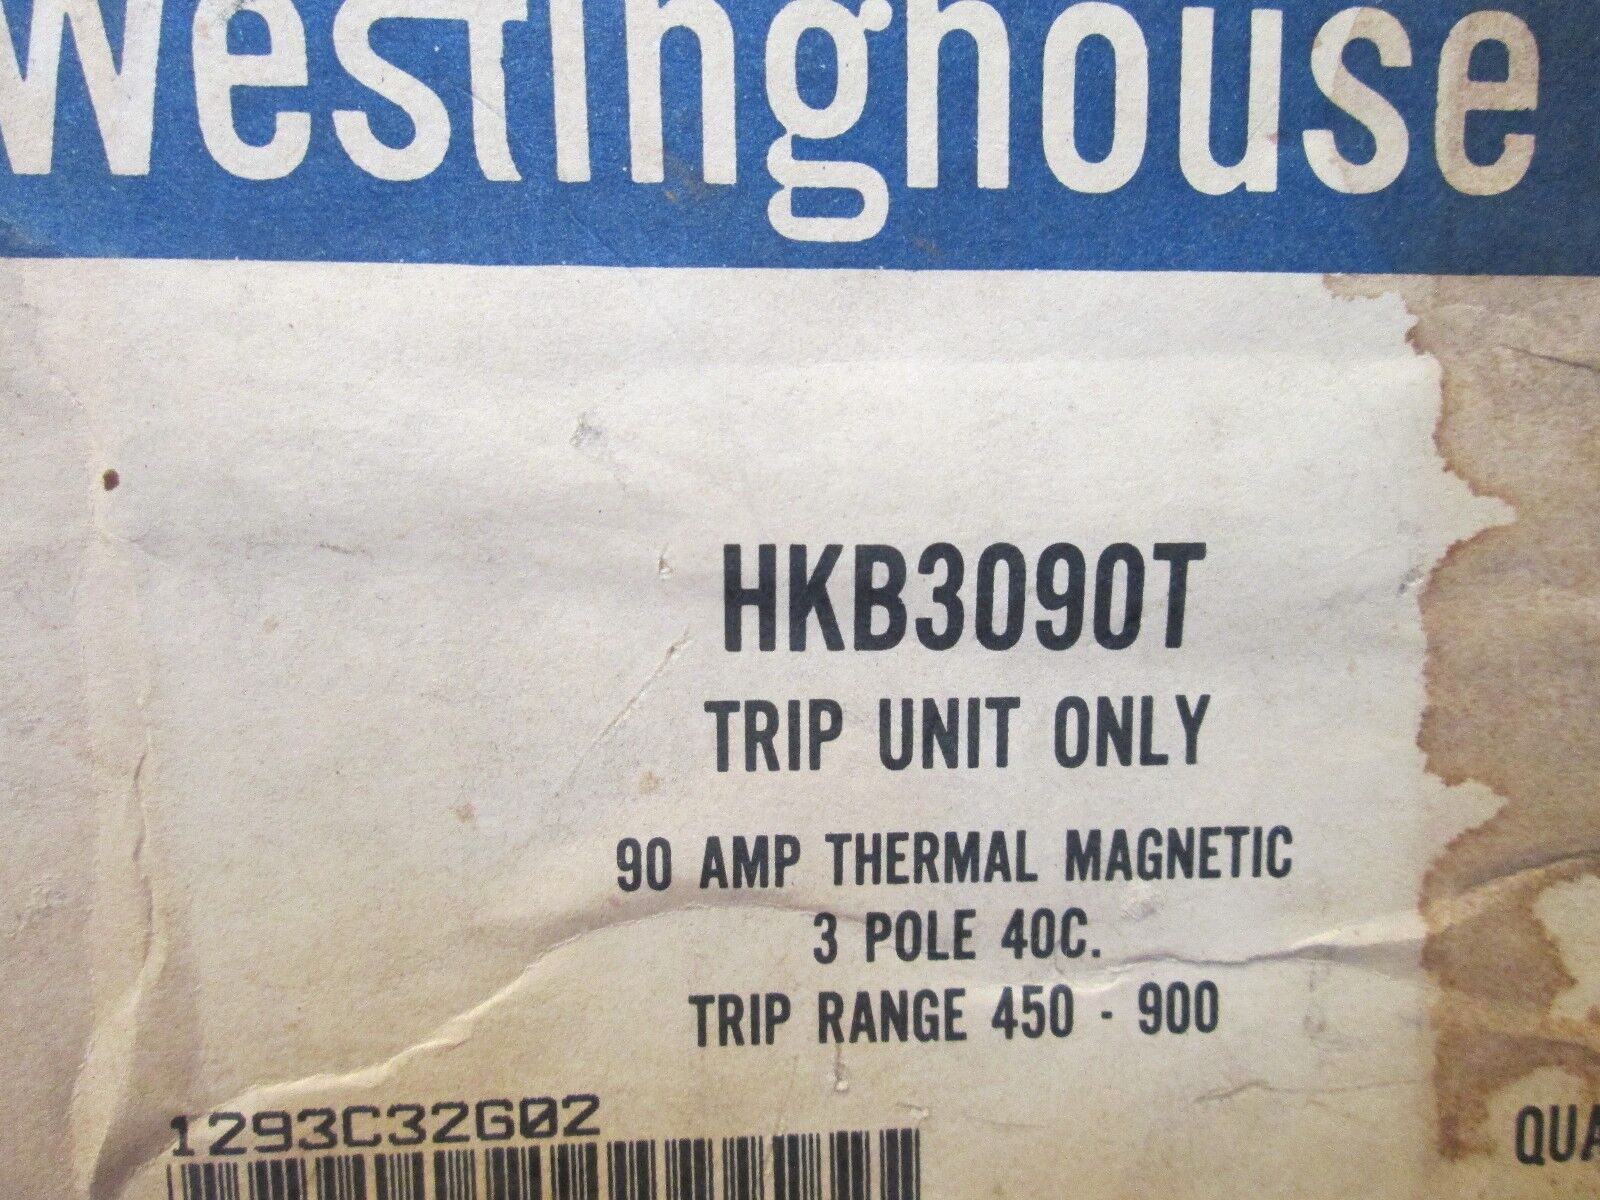 Westinghouse
HKB3090T
TRIP UNIT ONLY
90 AMP THERMAL MAGNETIC
3 POLE 40C.
TRIP RANGE 450 - 900
1293C32G02
QUA